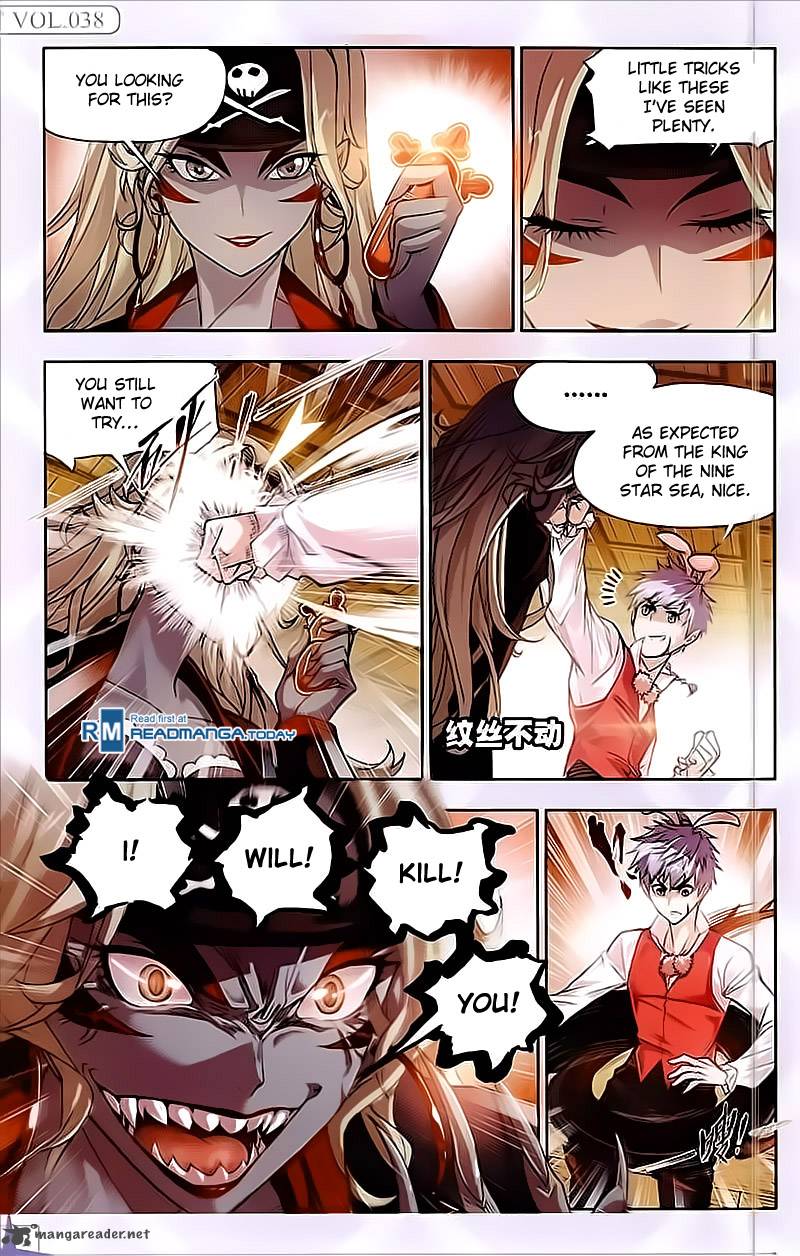 VOL.038
YOU LOOKING
FOR THIS?
LITTLE TRICKS
LIKE THESE
I'VE SEEN
PLENTY.
YOU STILL
WANT TO
TRY...
.......
AS EXPECTED
FROM THE KING
OF THE NINE
STAR SEA, NICE.
RM Read first at
READMANGA.TODAY
纹丝不动
I!
WILL!
KILL!
YOU!
mangareader.net